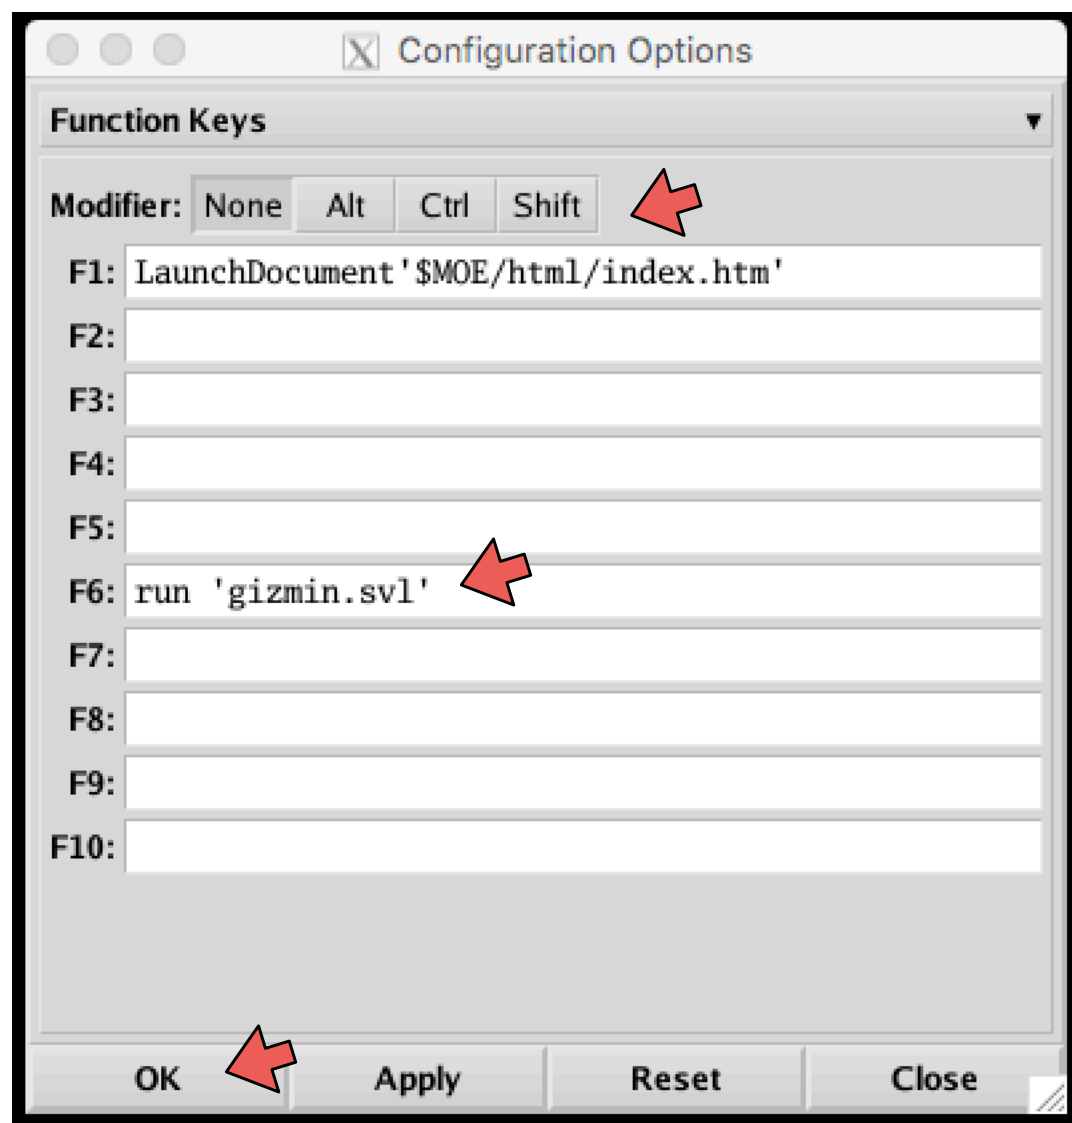 X Configuration Options
Function Keys ▼
Modifier: None Alt Ctrl Shift
F1: LaunchDocument'$MOE/html/index.htm'
F2:
F3:
F4:
F5:
F6: run 'gizmin.svl'
F7:
F8:
F9:
F10:
OK Apply Reset Close